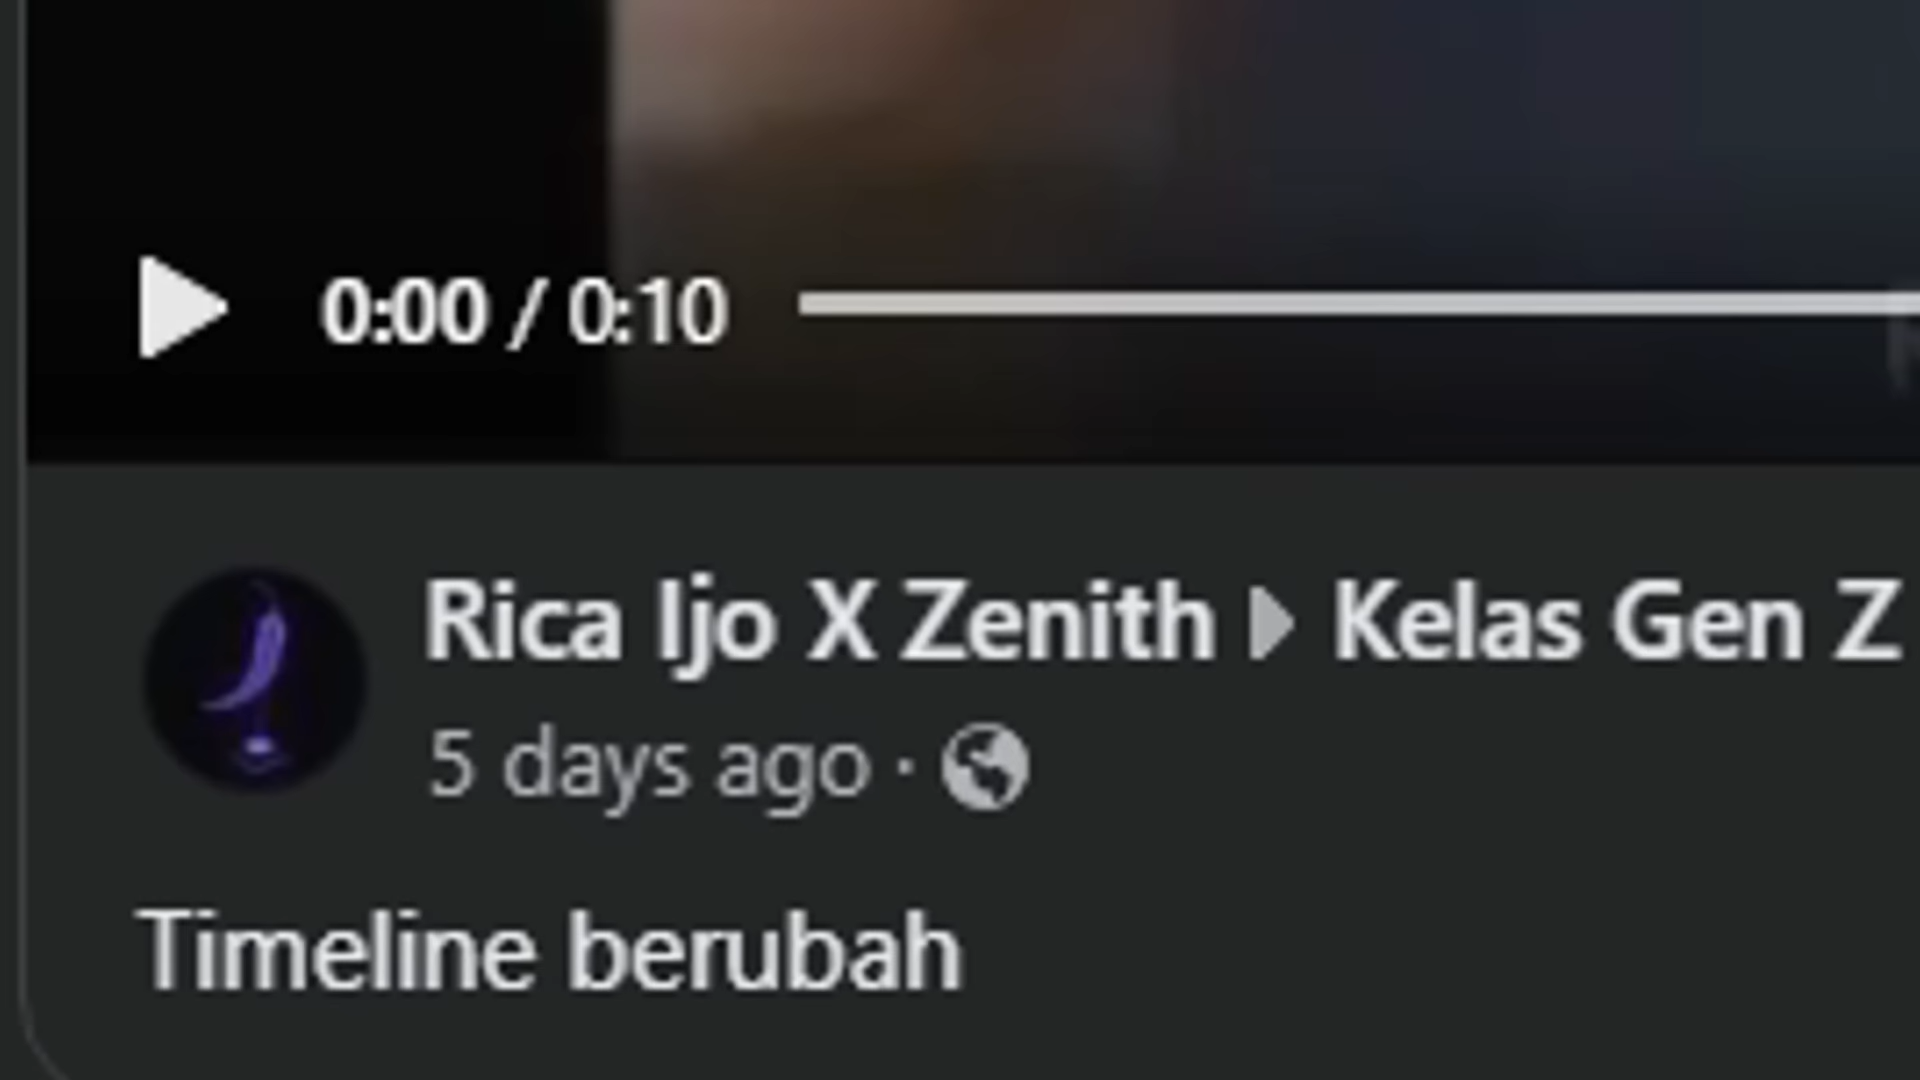 0:00 / 0:10
Rica Ijo X Zenith Kelas Gen Z
5 days ago ·
Timeline berubah